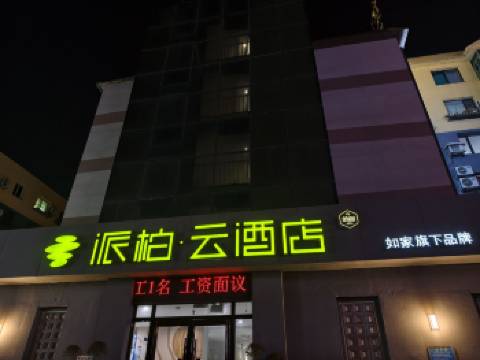 派柏·云酒店
如家旗下品牌
工1名 工资面议